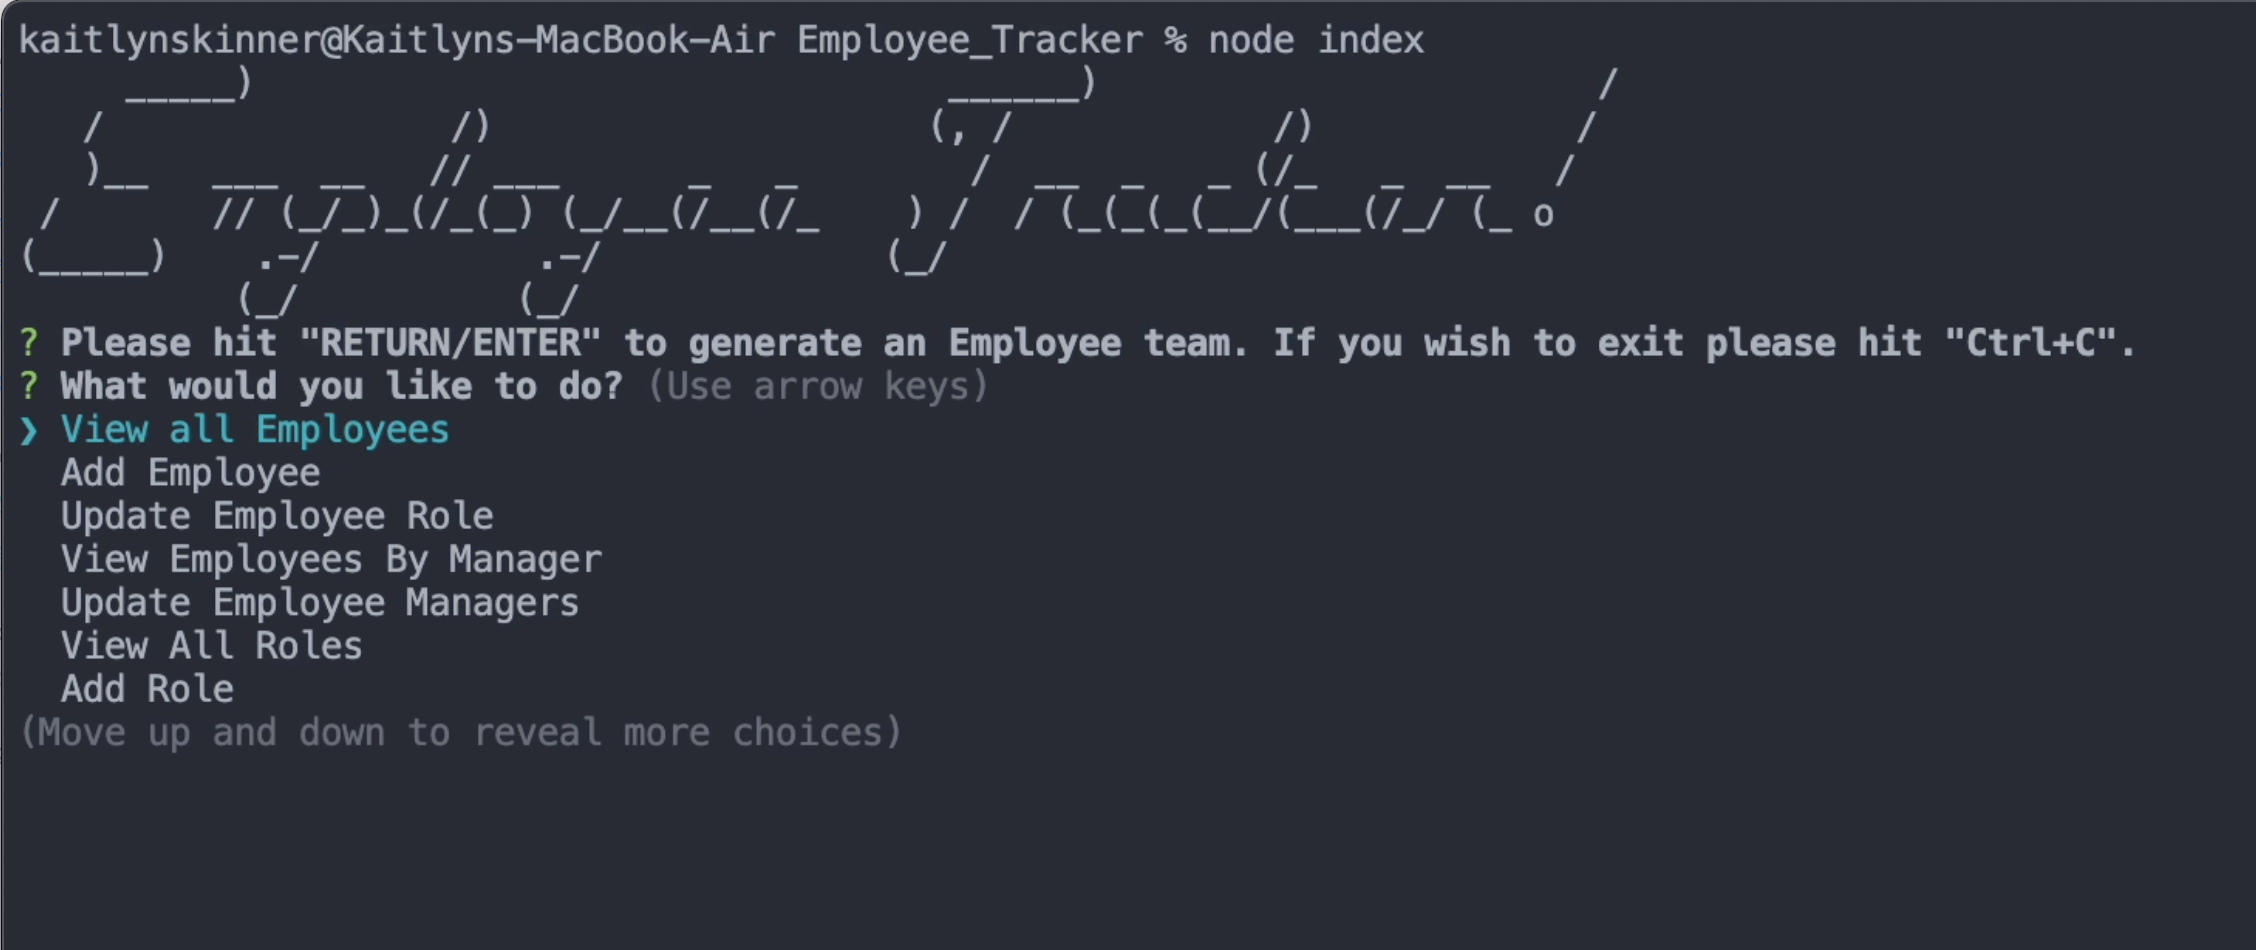 kaitlynskinner@Kaitlyns-MacBook-Air Employee_Tracker % node index
Employee Tracker!
? Please hit "RETURN/ENTER" to generate an Employee team. If you wish to exit please hit "Ctrl+C".
? What would you like to do? (Use arrow keys)
❯ View all Employees
Add Employee
Update Employee Role
View Employees By Manager
Update Employee Managers
View All Roles
Add Role
(Move up and down to reveal more choices)